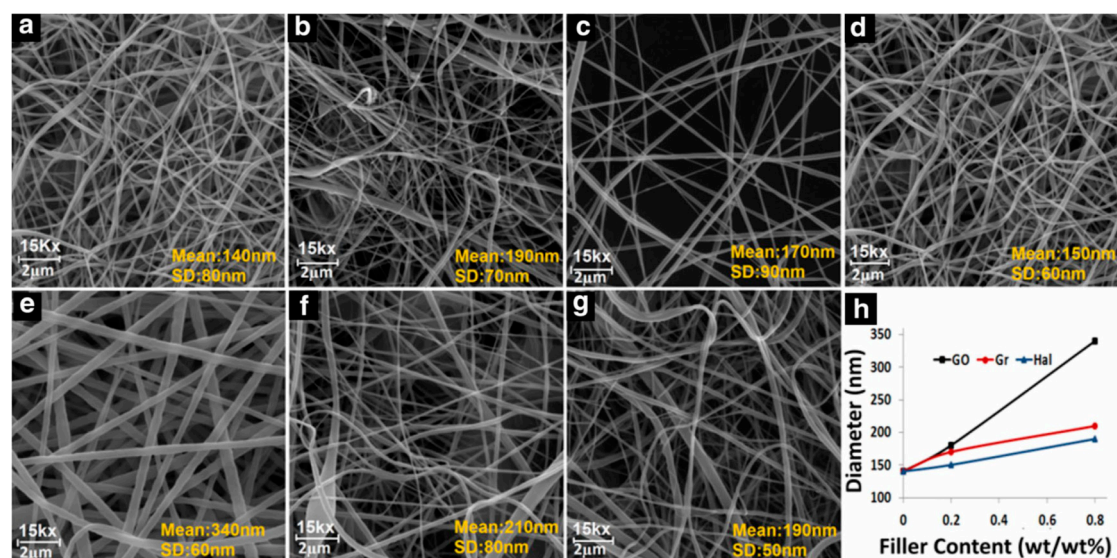 a
15Kx
2μm
Mean:140nm
SD:80nm
b
15kx
2μm
Mean:190nm
SD:70nm
c
15kx
2μm
Mean:170nm
SD:90nm
d
15kx
2μm
Mean:150nm
SD:60nm
e
15kx
2μm
Mean:340nm
SD:60nm
f
15kx
2μm
Mean:210nm
SD:80nm
g
15kx
2μm
Mean:190nm
SD:50nm
h
GO Gr Hal
Diameter (nm)
350
300
250
200
150
100
0 0.2 0.4 0.6 0.8
Filler Content (wt/wt%)